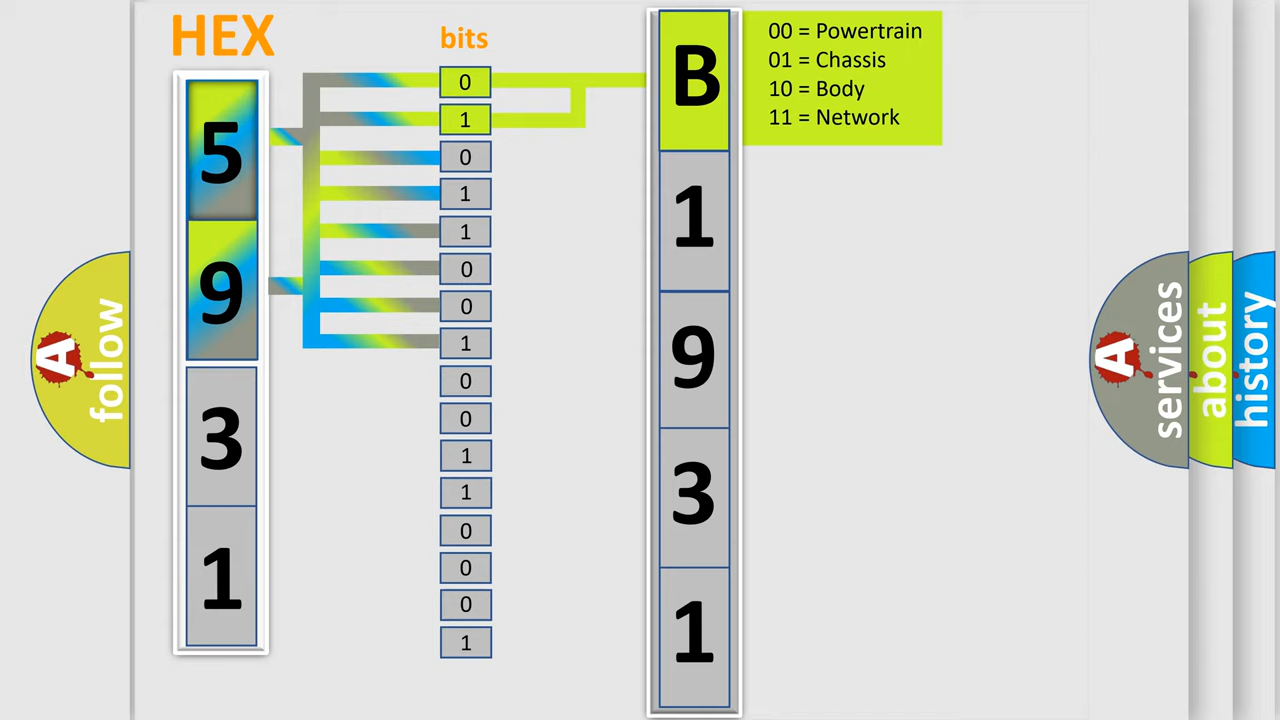 HEX
5
9
3
1
bits
0
1
0
1
1
0
0
1
0
0
1
1
0
0
0
1
B
1
9
3
1
00 = Powertrain
01 = Chassis
10 = Body
11 = Network
A
follow
A
services
about
history